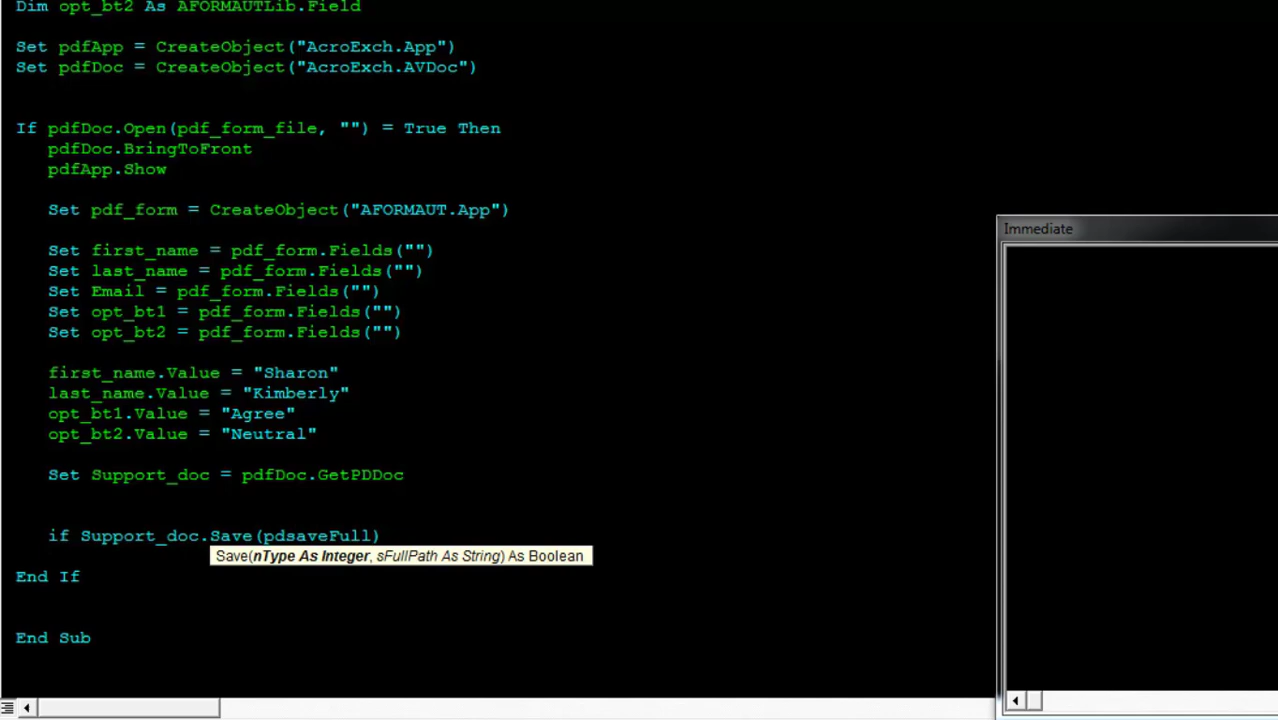 Dim opt_bt2 As AFORMAUTLib.Field
Set pdfApp = CreateObject("AcroExch.App")
Set pdfDoc = CreateObject("AcroExch.AVDoc")
If pdfDoc.Open(pdf_form_file, "") = True Then
pdfDoc.BringToFront
pdfApp.Show
Set pdf_form = CreateObject("AFORMAUT.App")
Immediate
Set first_name = pdf_form.Fields("")
Set last_name = pdf_form.Fields("")
Set Email = pdf_form.Fields("")
Set opt_bt1 = pdf_form.Fields("")
Set opt_bt2 = pdf_form.Fields("")
first_name.Value = "Sharon"
last_name.Value = "Kimberly"
opt_bt1.Value = "Agree"
opt_bt2.Value = "Neutral"
Set Support_doc = pdfDoc.GetPDDoc
if Support_doc.Save(pdsaveFull)
Save(nType As Integer, sFullPath As String) As Boolean
End If
End Sub